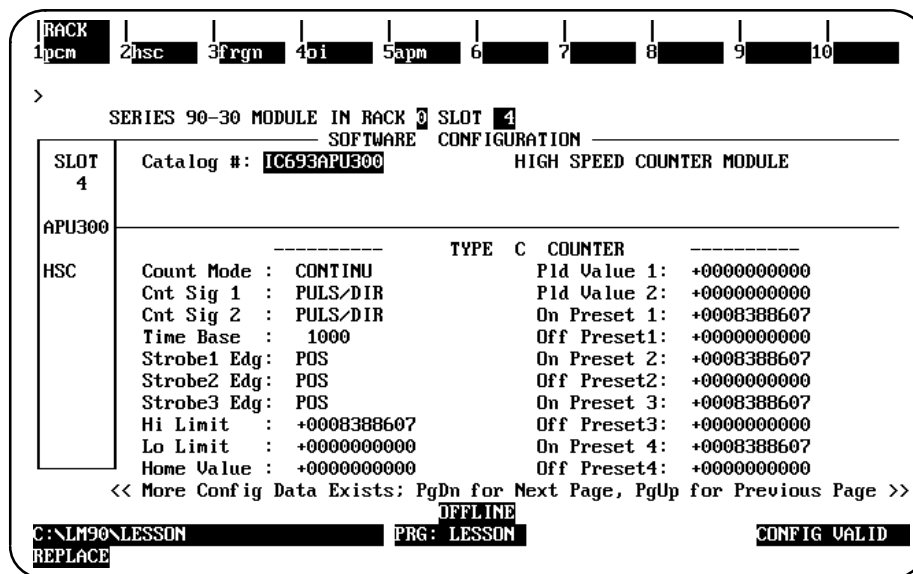 RACK
1pcm 2hsc 3frgn 4oi 5apm 6 7 8 9 10
>
SERIES 90-30 MODULE IN RACK 0 SLOT 4
SOFTWARE CONFIGURATION
SLOT Catalog #: IC693APU300 HIGH SPEED COUNTER MODULE
4
APU300
---------- TYPE C COUNTER ----------
HSC Count Mode : CONTINU Pld Value 1: +0000000000
Cnt Sig 1 : PULS/DIR Pld Value 2: +0000000000
Cnt Sig 2 : PULS/DIR On Preset 1: +0008388607
Time Base : 1000 Off Preset1: +0000000000
Strobe1 Edg: POS On Preset 2: +0008388607
Strobe2 Edg: POS Off Preset2: +0000000000
Strobe3 Edg: POS On Preset 3: +0008388607
Hi Limit : +0008388607 Off Preset3: +0000000000
Lo Limit : +0000000000 On Preset 4: +0008388607
Home Value : +0000000000 Off Preset4: +0000000000
<< More Config Data Exists; PgDn for Next Page, PgUp for Previous Page >>
OFFLINE
C:\LM90\LESSON PRG: LESSON CONFIG VALID
REPLACE